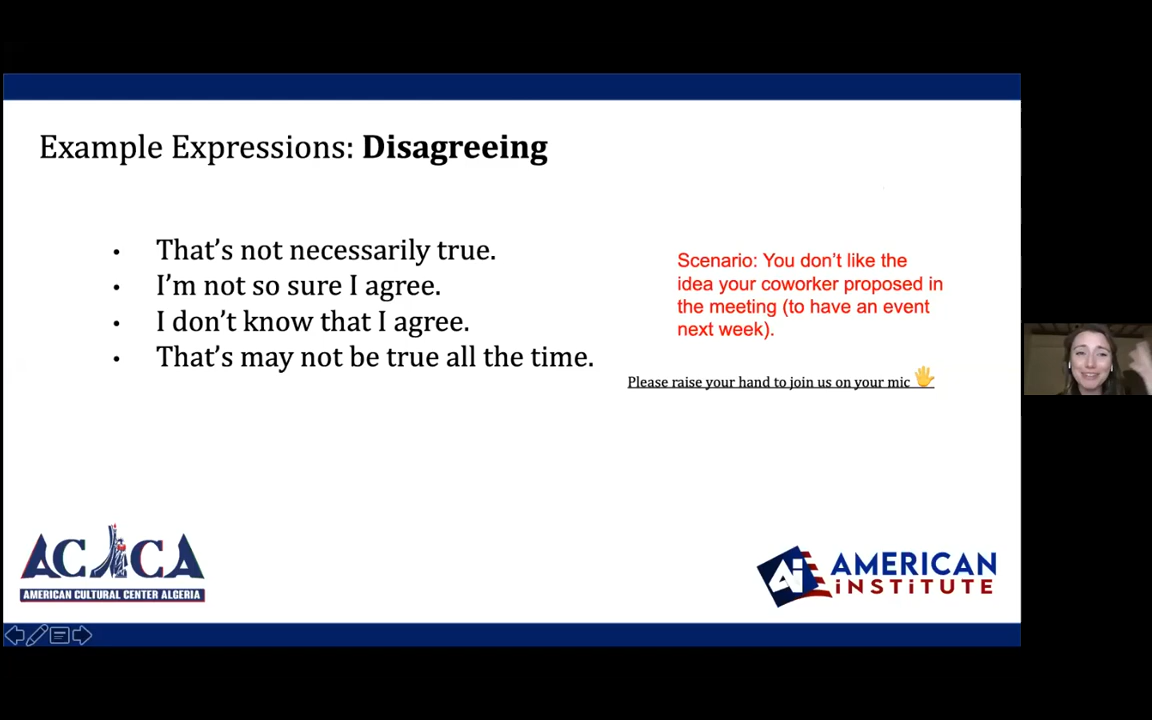 Example Expressions: Disagreeing
• That’s not necessarily true.
• I’m not so sure I agree.
• I don’t know that I agree.
• That’s may not be true all the time.
Scenario: You don’t like the
idea your coworker proposed in
the meeting (to have an event
next week).
Please raise your hand to join us on your mic 🖐
ACCA
AMERICAN CULTURAL CENTER ALGERIA
Ai AMERICAN
iNSTiTUTE